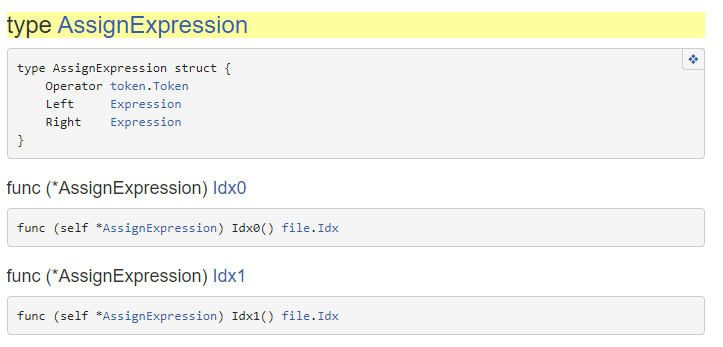 type AssignExpression
type AssignExpression struct {
    Operator token.Token
    Left     Expression
    Right    Expression
}
func (*AssignExpression) Idx0
func (self *AssignExpression) Idx0() file.Idx
func (*AssignExpression) Idx1
func (self *AssignExpression) Idx1() file.Idx